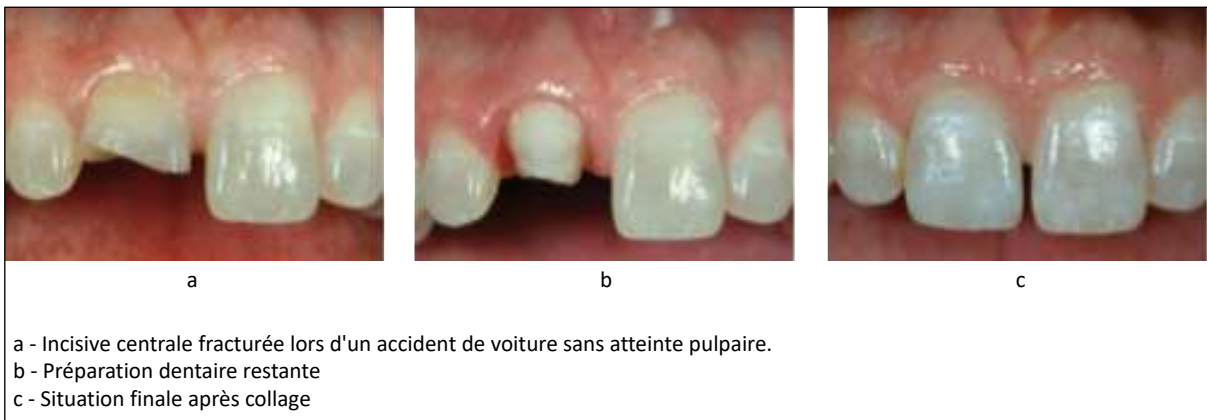 a
b
c
a - Incisive centrale fracturée lors d'un accident de voiture sans atteinte pulpaire.
b - Préparation dentaire restante
c - Situation finale après collage